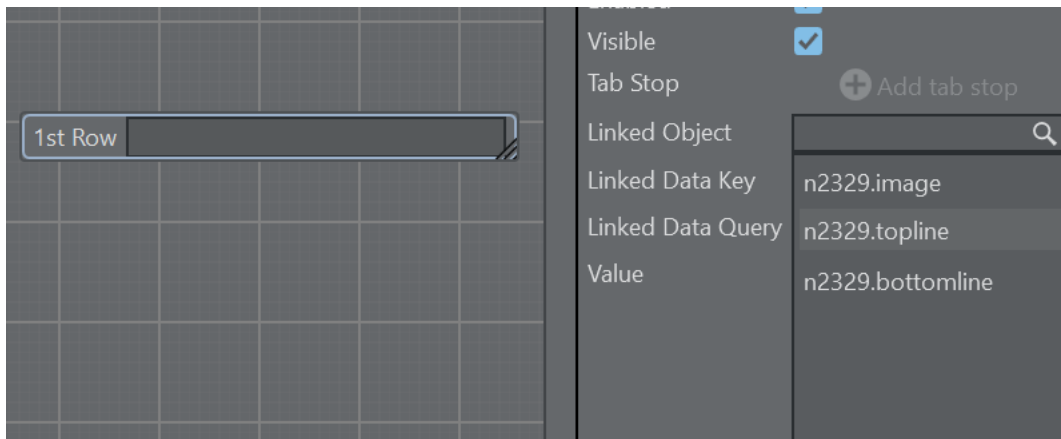 Visible
Tab Stop
Add tab stop
1st Row
Linked Object
Linked Data Key
n2329.image
Linked Data Query
n2329.topline
Value
n2329.bottomline